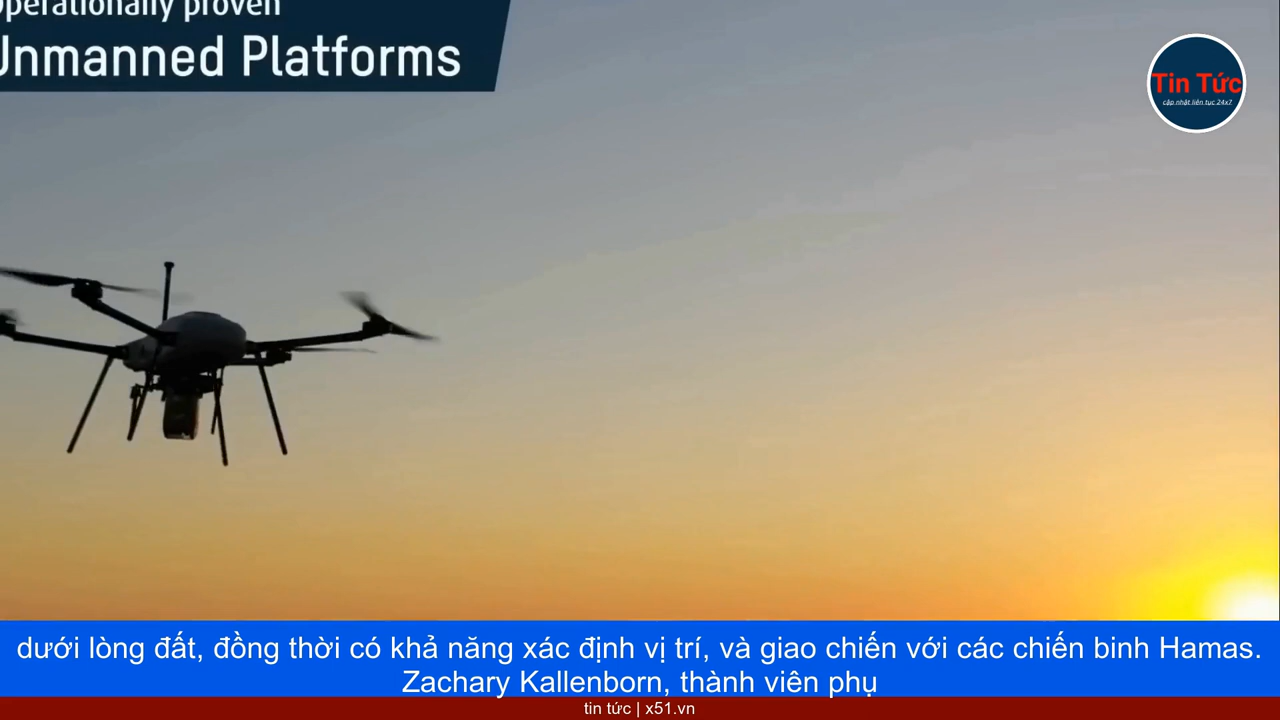 Operationally proven
Unmanned Platforms
Tin Tức
cập.nhật.liên.tục.24x7
dưới lòng đất, đồng thời có khả năng xác định vị trí, và giao chiến với các chiến binh Hamas.
Zachary Kallenborn, thành viên phụ
tin tức | x51.vn